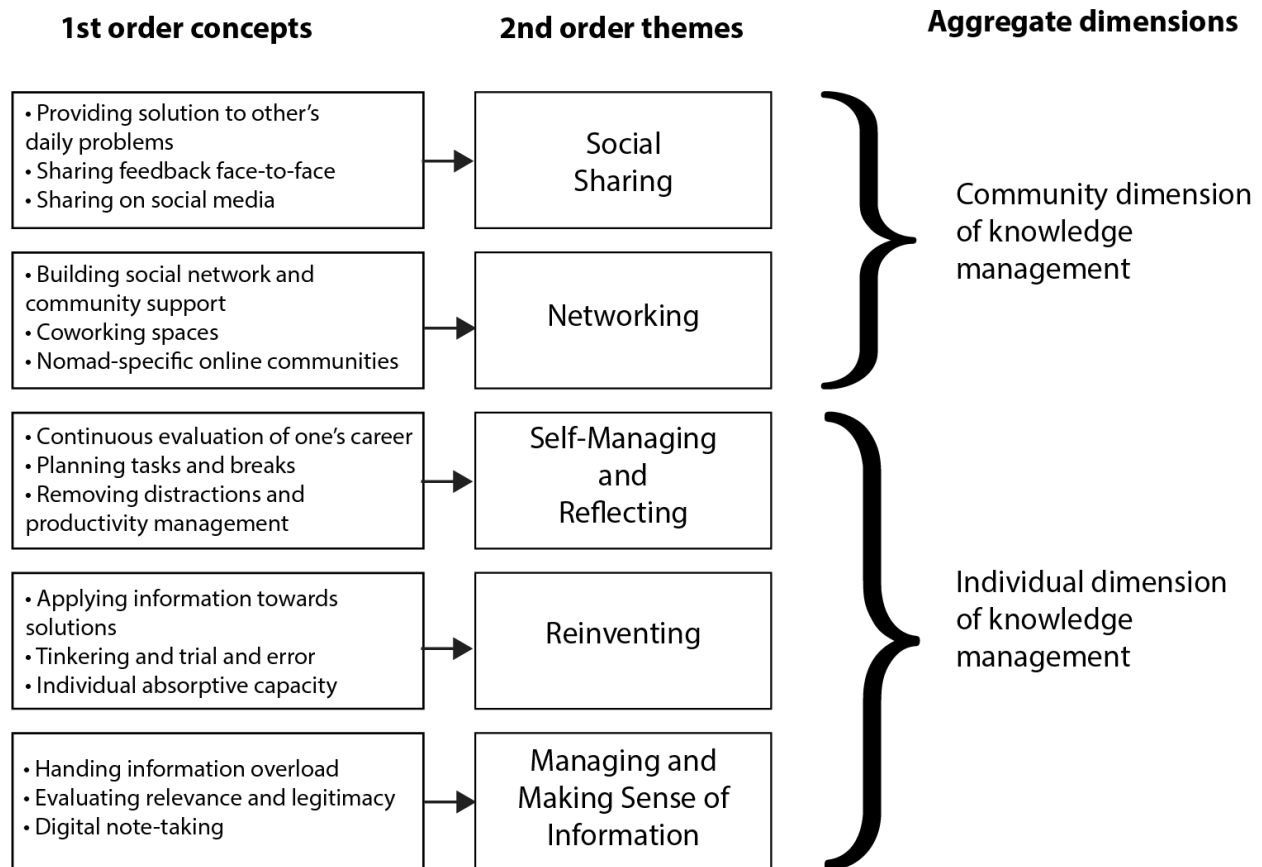 1st order concepts
2nd order themes
Aggregate dimensions
• Providing solution to other’s
daily problems
• Sharing feedback face-to-face
• Sharing on social media
Social
Sharing
• Building social network and
community support
• Coworking spaces
• Nomad-specific online communities
Networking
Community dimension
of knowledge
management
• Continuous evaluation of one’s career
• Planning tasks and breaks
• Removing distractions and
productivity management
Self-Managing
and
Reflecting
• Applying information towards
solutions
• Tinkering and trial and error
• Individual absorptive capacity
Reinventing
• Handing information overload
• Evaluating relevance and legitimacy
• Digital note-taking
Managing and
Making Sense of
Information
Individual dimension
of knowledge
management